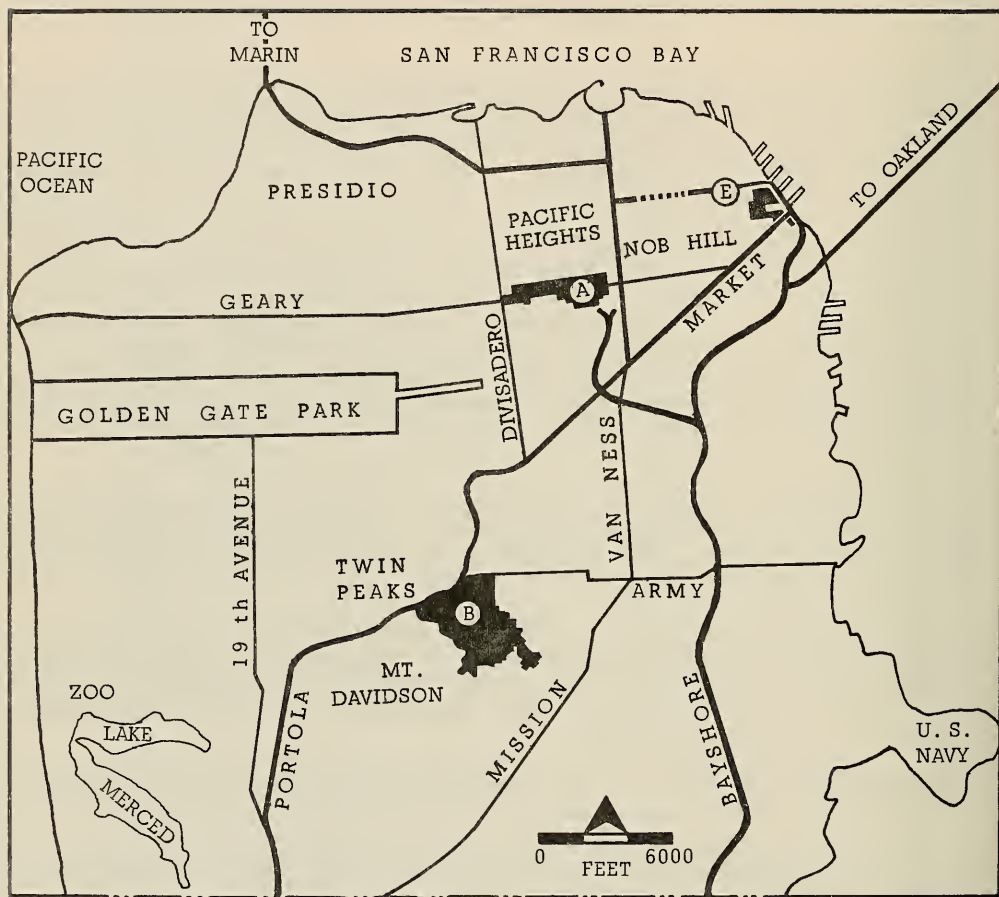 TO
MARIN
SAN FRANCISCO BAY
PACIFIC
OCEAN
PRESIDIO
TO OAKLAND
PACIFIC
HEIGHTS
E
NOB HILL
A
MARKET
GEARY
DIVISADERO
GOLDEN GATE PARK
VAN NESS
19 th AVENUE
TWIN
PEAKS
ARMY
B
MT.
DAVIDSON
ZOO
LAKE
MERCED
PORTOLA
MISSION
BAYSHORE
U. S.
NAVY
0
6000
FEET